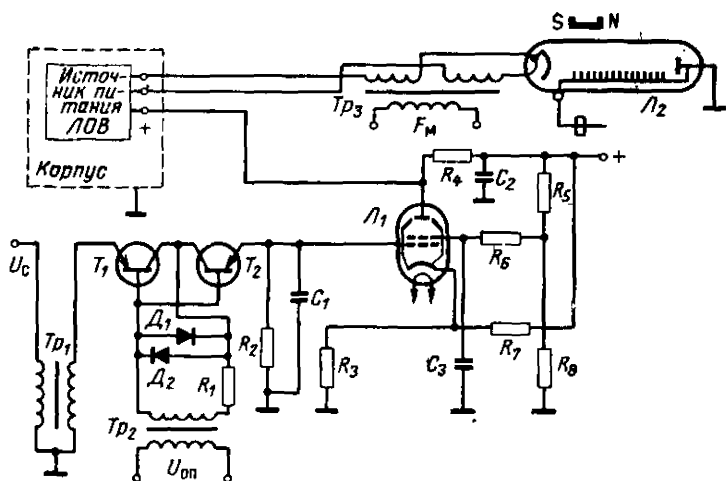 S N
Источ-
ник пи-
тания
ЛОВ
+
Корпус
Тр₃
Fм
Л₂
+
R₄
C₂
R₅
Л₁
R₆
Uс
T₁
T₂
C₁
Д₁
Д₂
R₁
R₂
R₃
C₃
R₇
R₈
Тр₁
Тр₂
Uоп